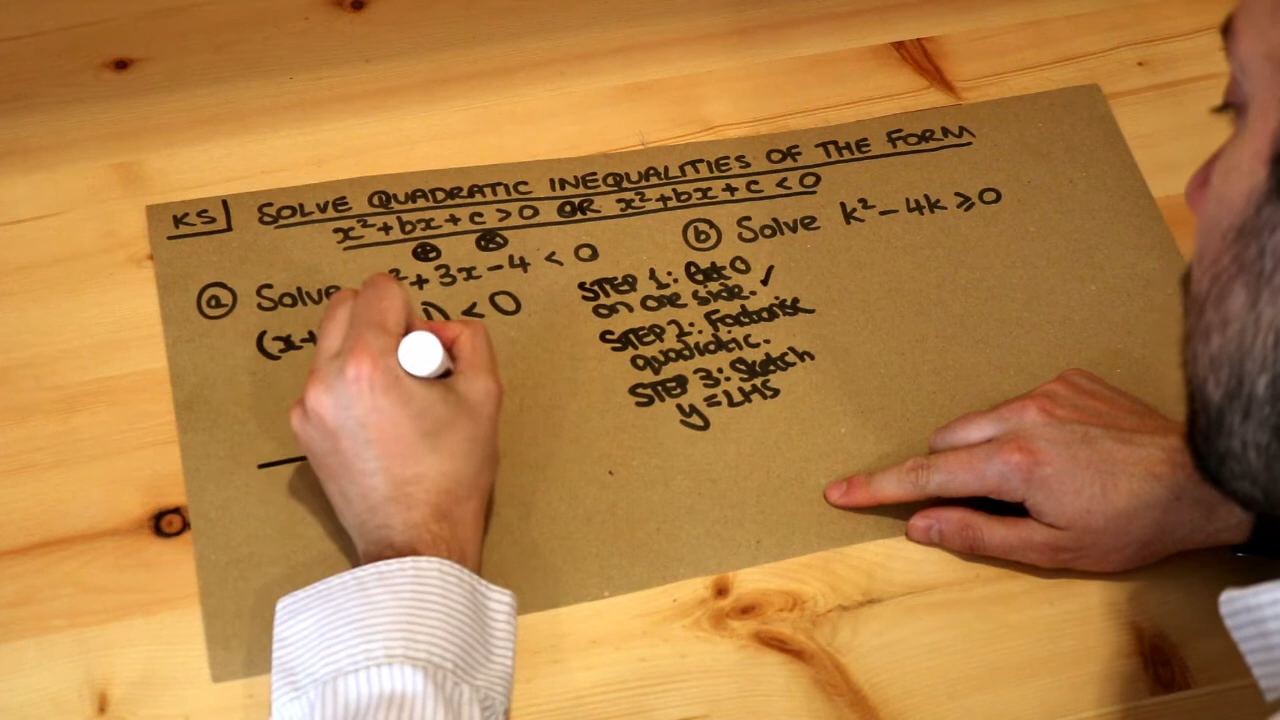 KS
SOLVE QUADRATIC INEQUALITIES OF THE FORM
x²+bx+c>0 OR x²+bx+c<0
(a) Solve ²+3x-4<0
(x+ 1)<0
STEP 1: Get 0
on one side. ✓
STEP 2: Factorise
quadratic.
STEP 3: Sketch
y=LHS
(b) Solve k²-4k⩾0